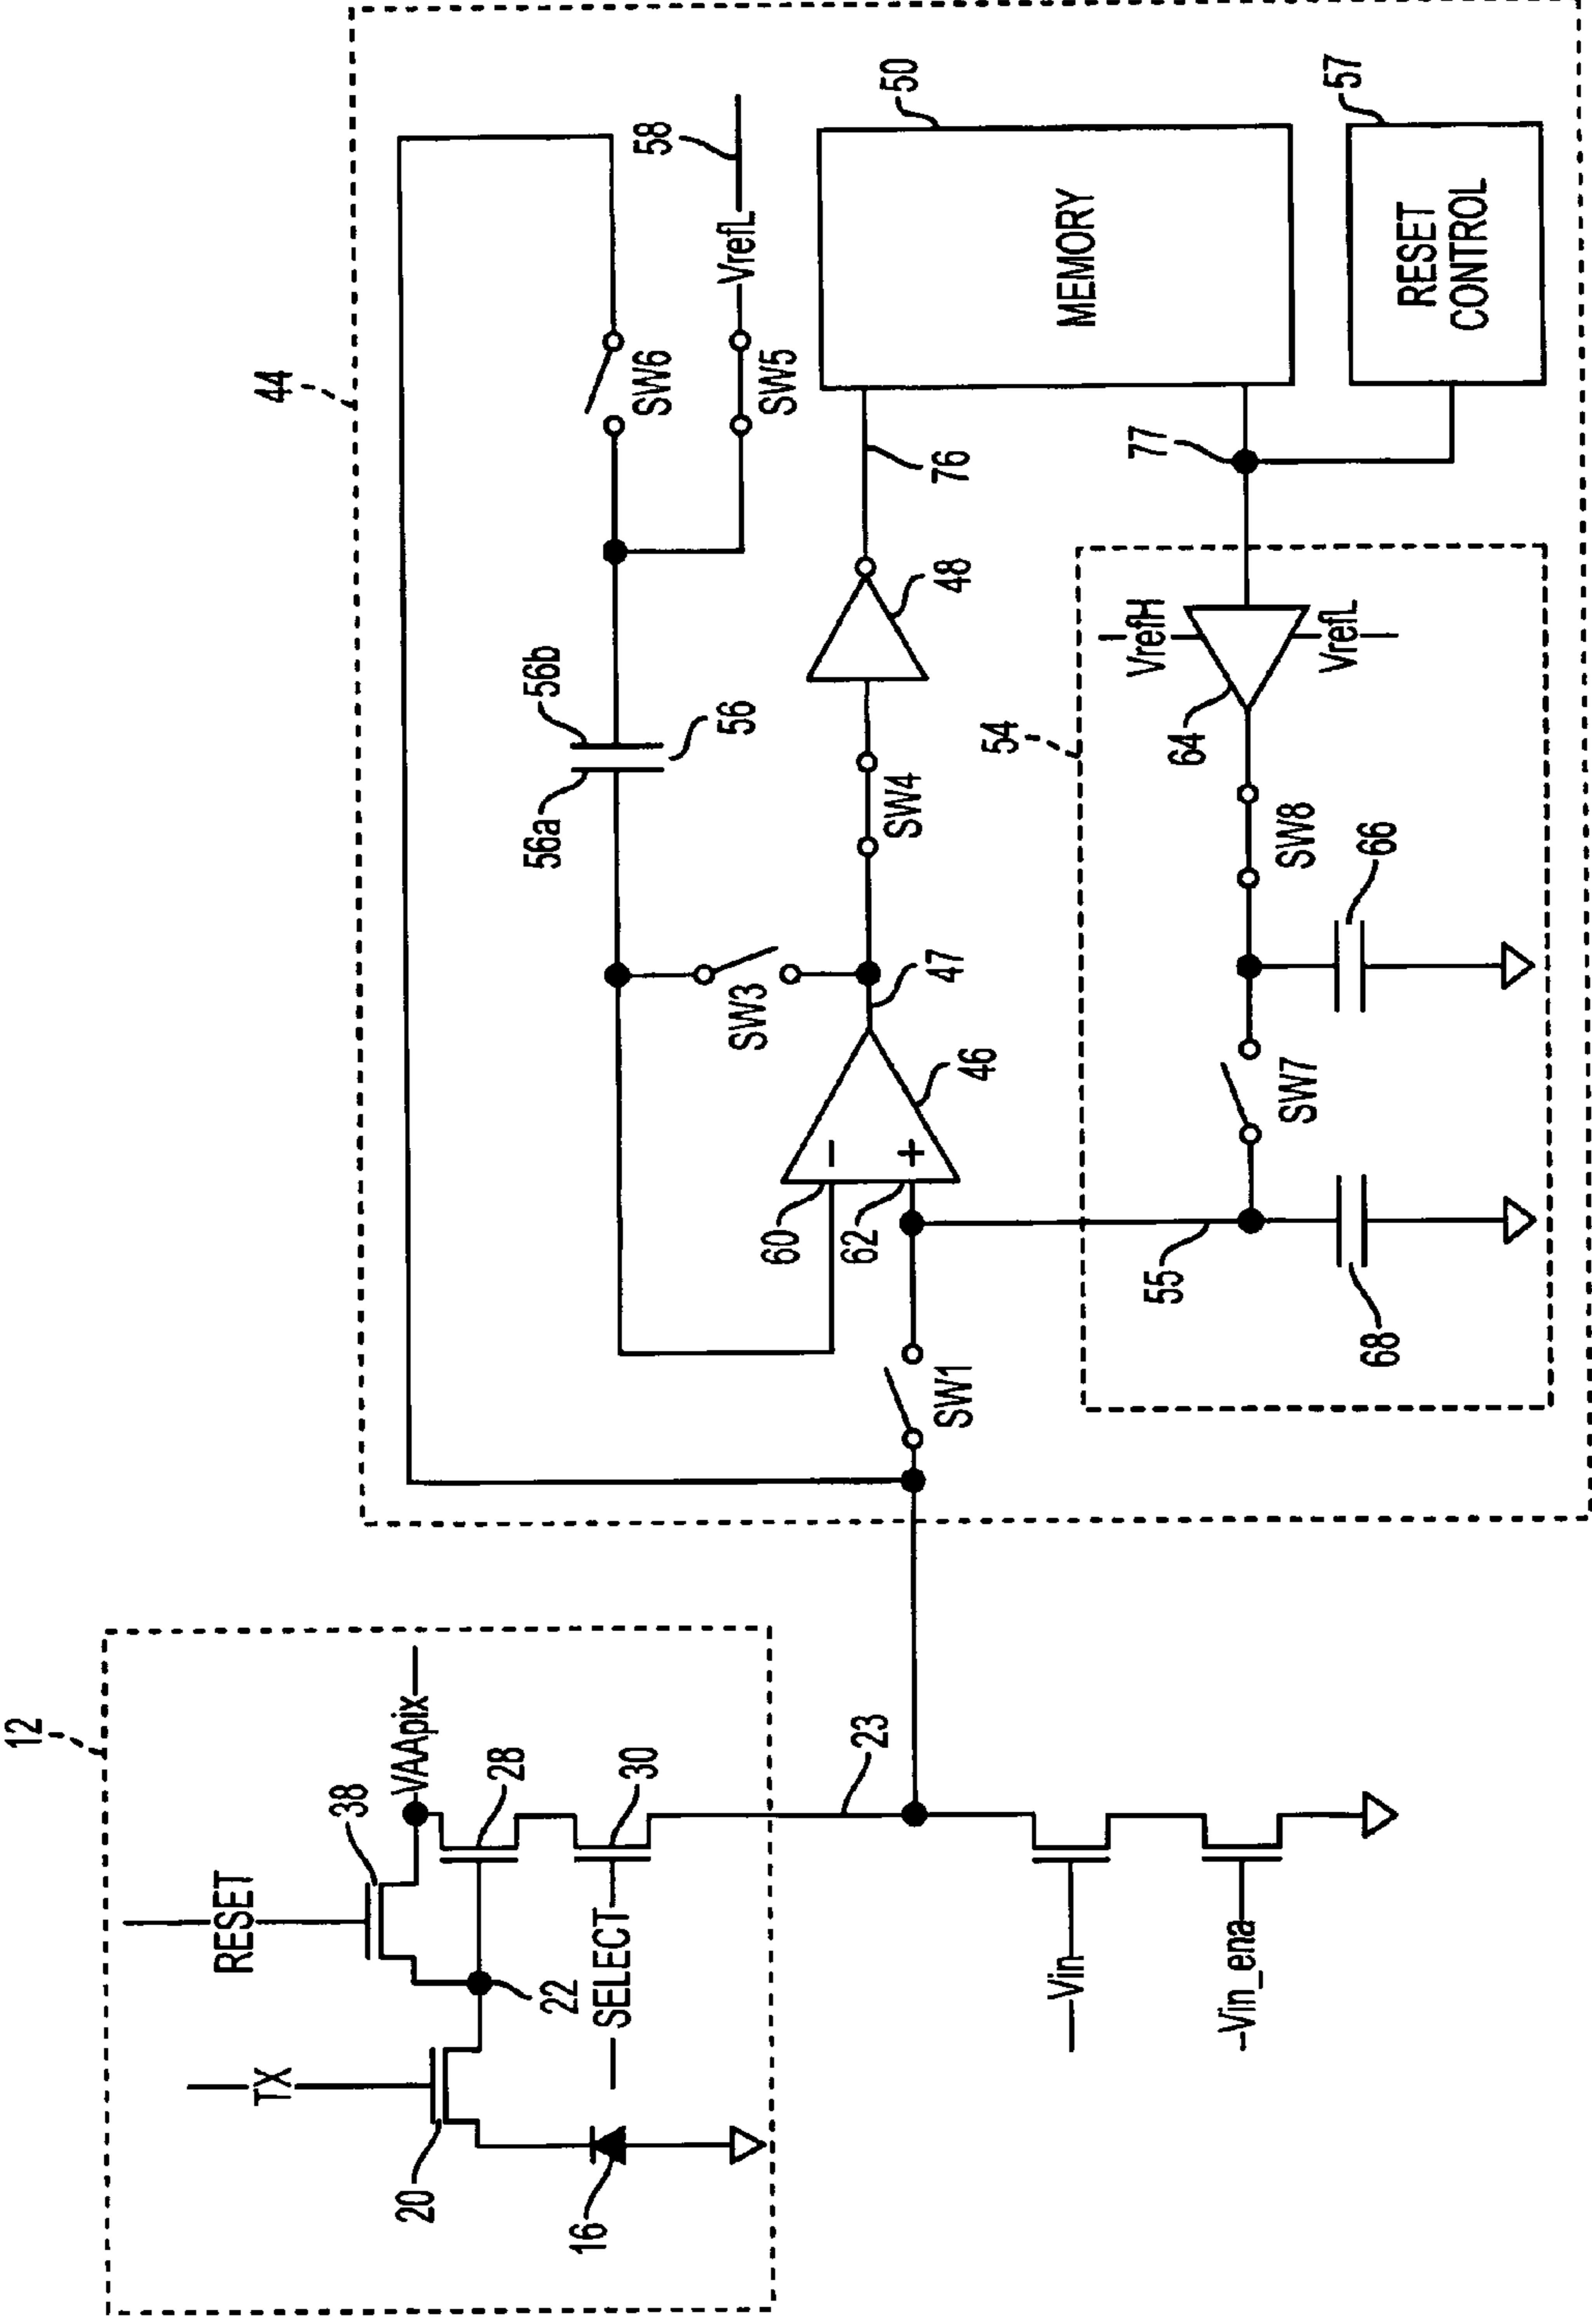 12
RESET
38
VAApix
TX
20
22
28
16
SELECT
30
23
Vin
Vin_ena
44
58
56a
56b
56
SW6
VrefL
SW5
SW3
60
62
46
47
SW4
48
76
50
MEMORY
SW1
55
54
77
57
RESET
CONTROL
VrefH
VrefL
64
SW8
SW7
66
68